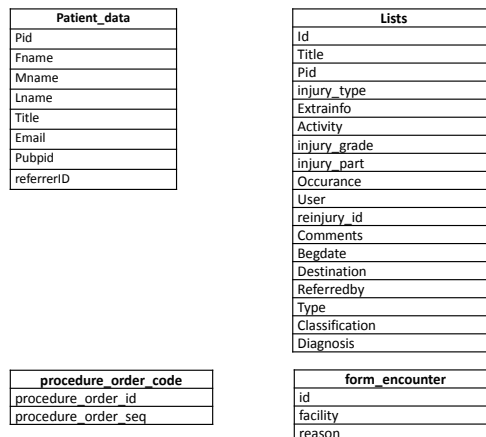 Patient_data
Pid
Fname
Mname
Lname
Title
Email
Pubpid
referrerID
Lists
Id
Title
Pid
injury_type
Extrainfo
Activity
injury_grade
injury_part
Occurance
User
reinjury_id
Comments
Begdate
Destination
Referredby
Type
Classification
Diagnosis
procedure_order_code
procedure_order_id
procedure_order_seq
form_encounter
id
facility
reason